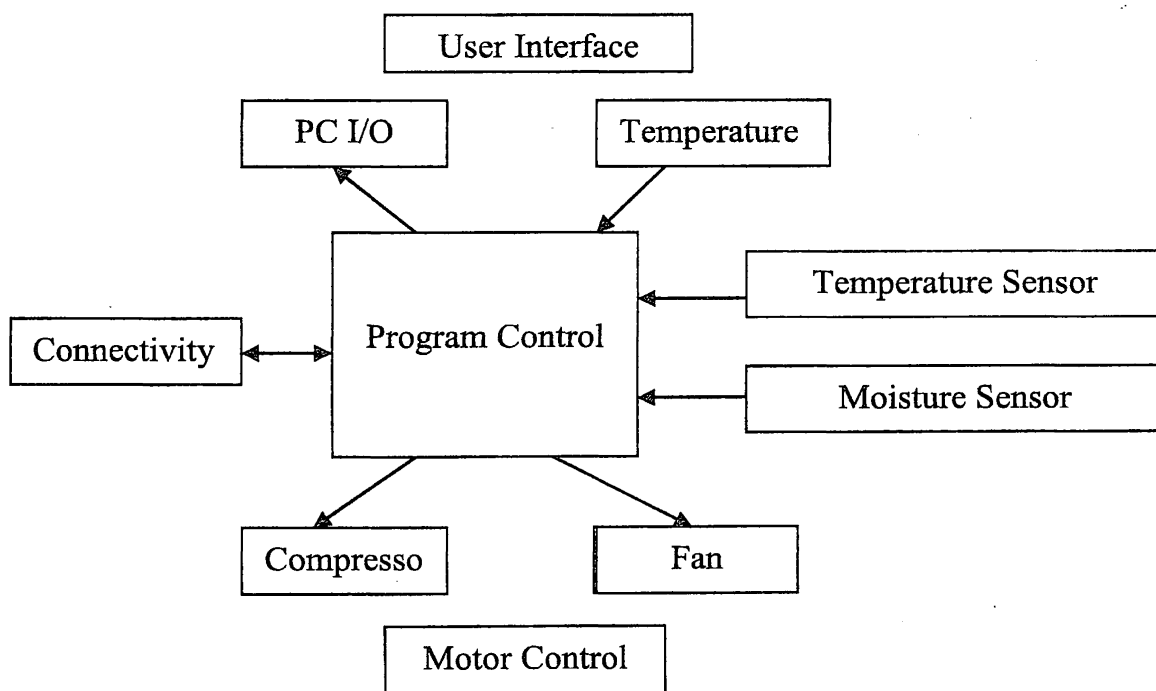 User Interface
PC I/O
Temperature
Temperature Sensor
Program Control
Connectivity
Moisture Sensor
Compresso
Fan
Motor Control